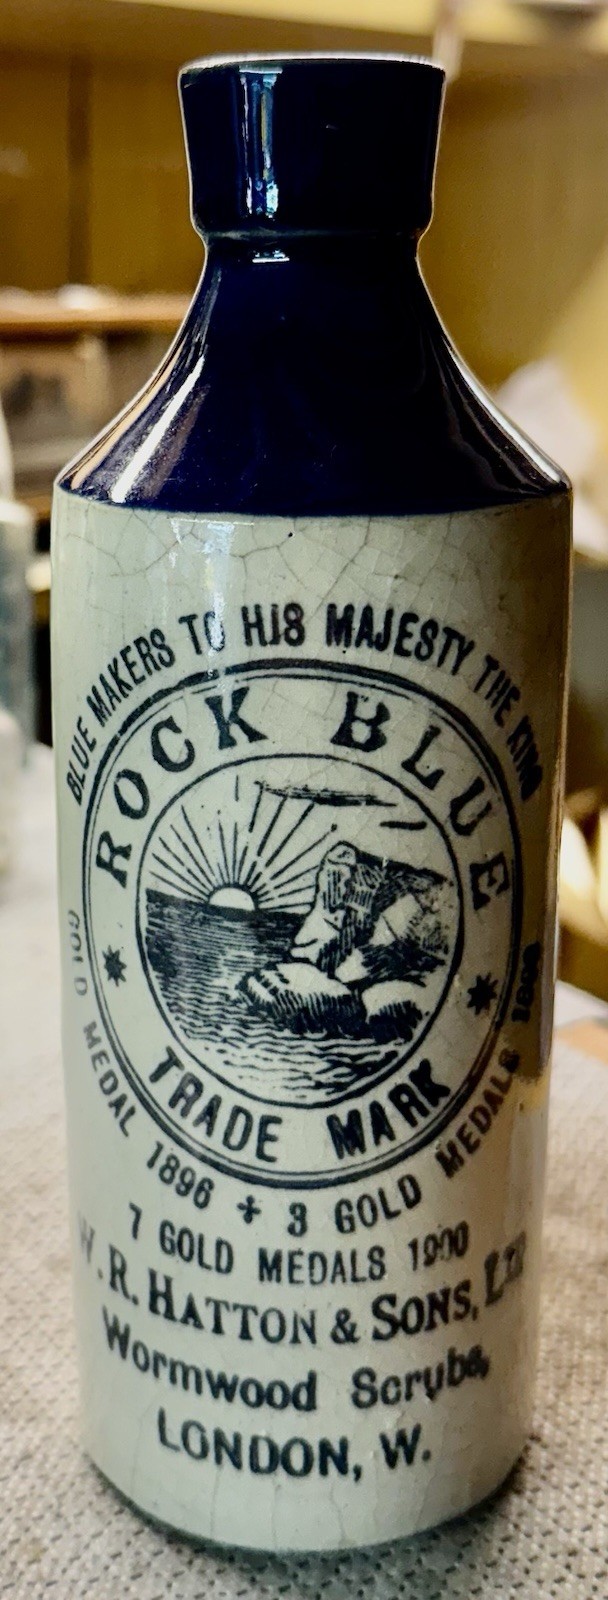 BLUE MAKERS TO HIS MAJESTY THE KING
ROCK BLUE
TRADE MARK
GOLD MEDAL 1896 + 3 GOLD MEDALS
7 GOLD MEDALS 1900
W. R. HATTON & SONS, LTD
Wormwood Scrubs,
LONDON, W.